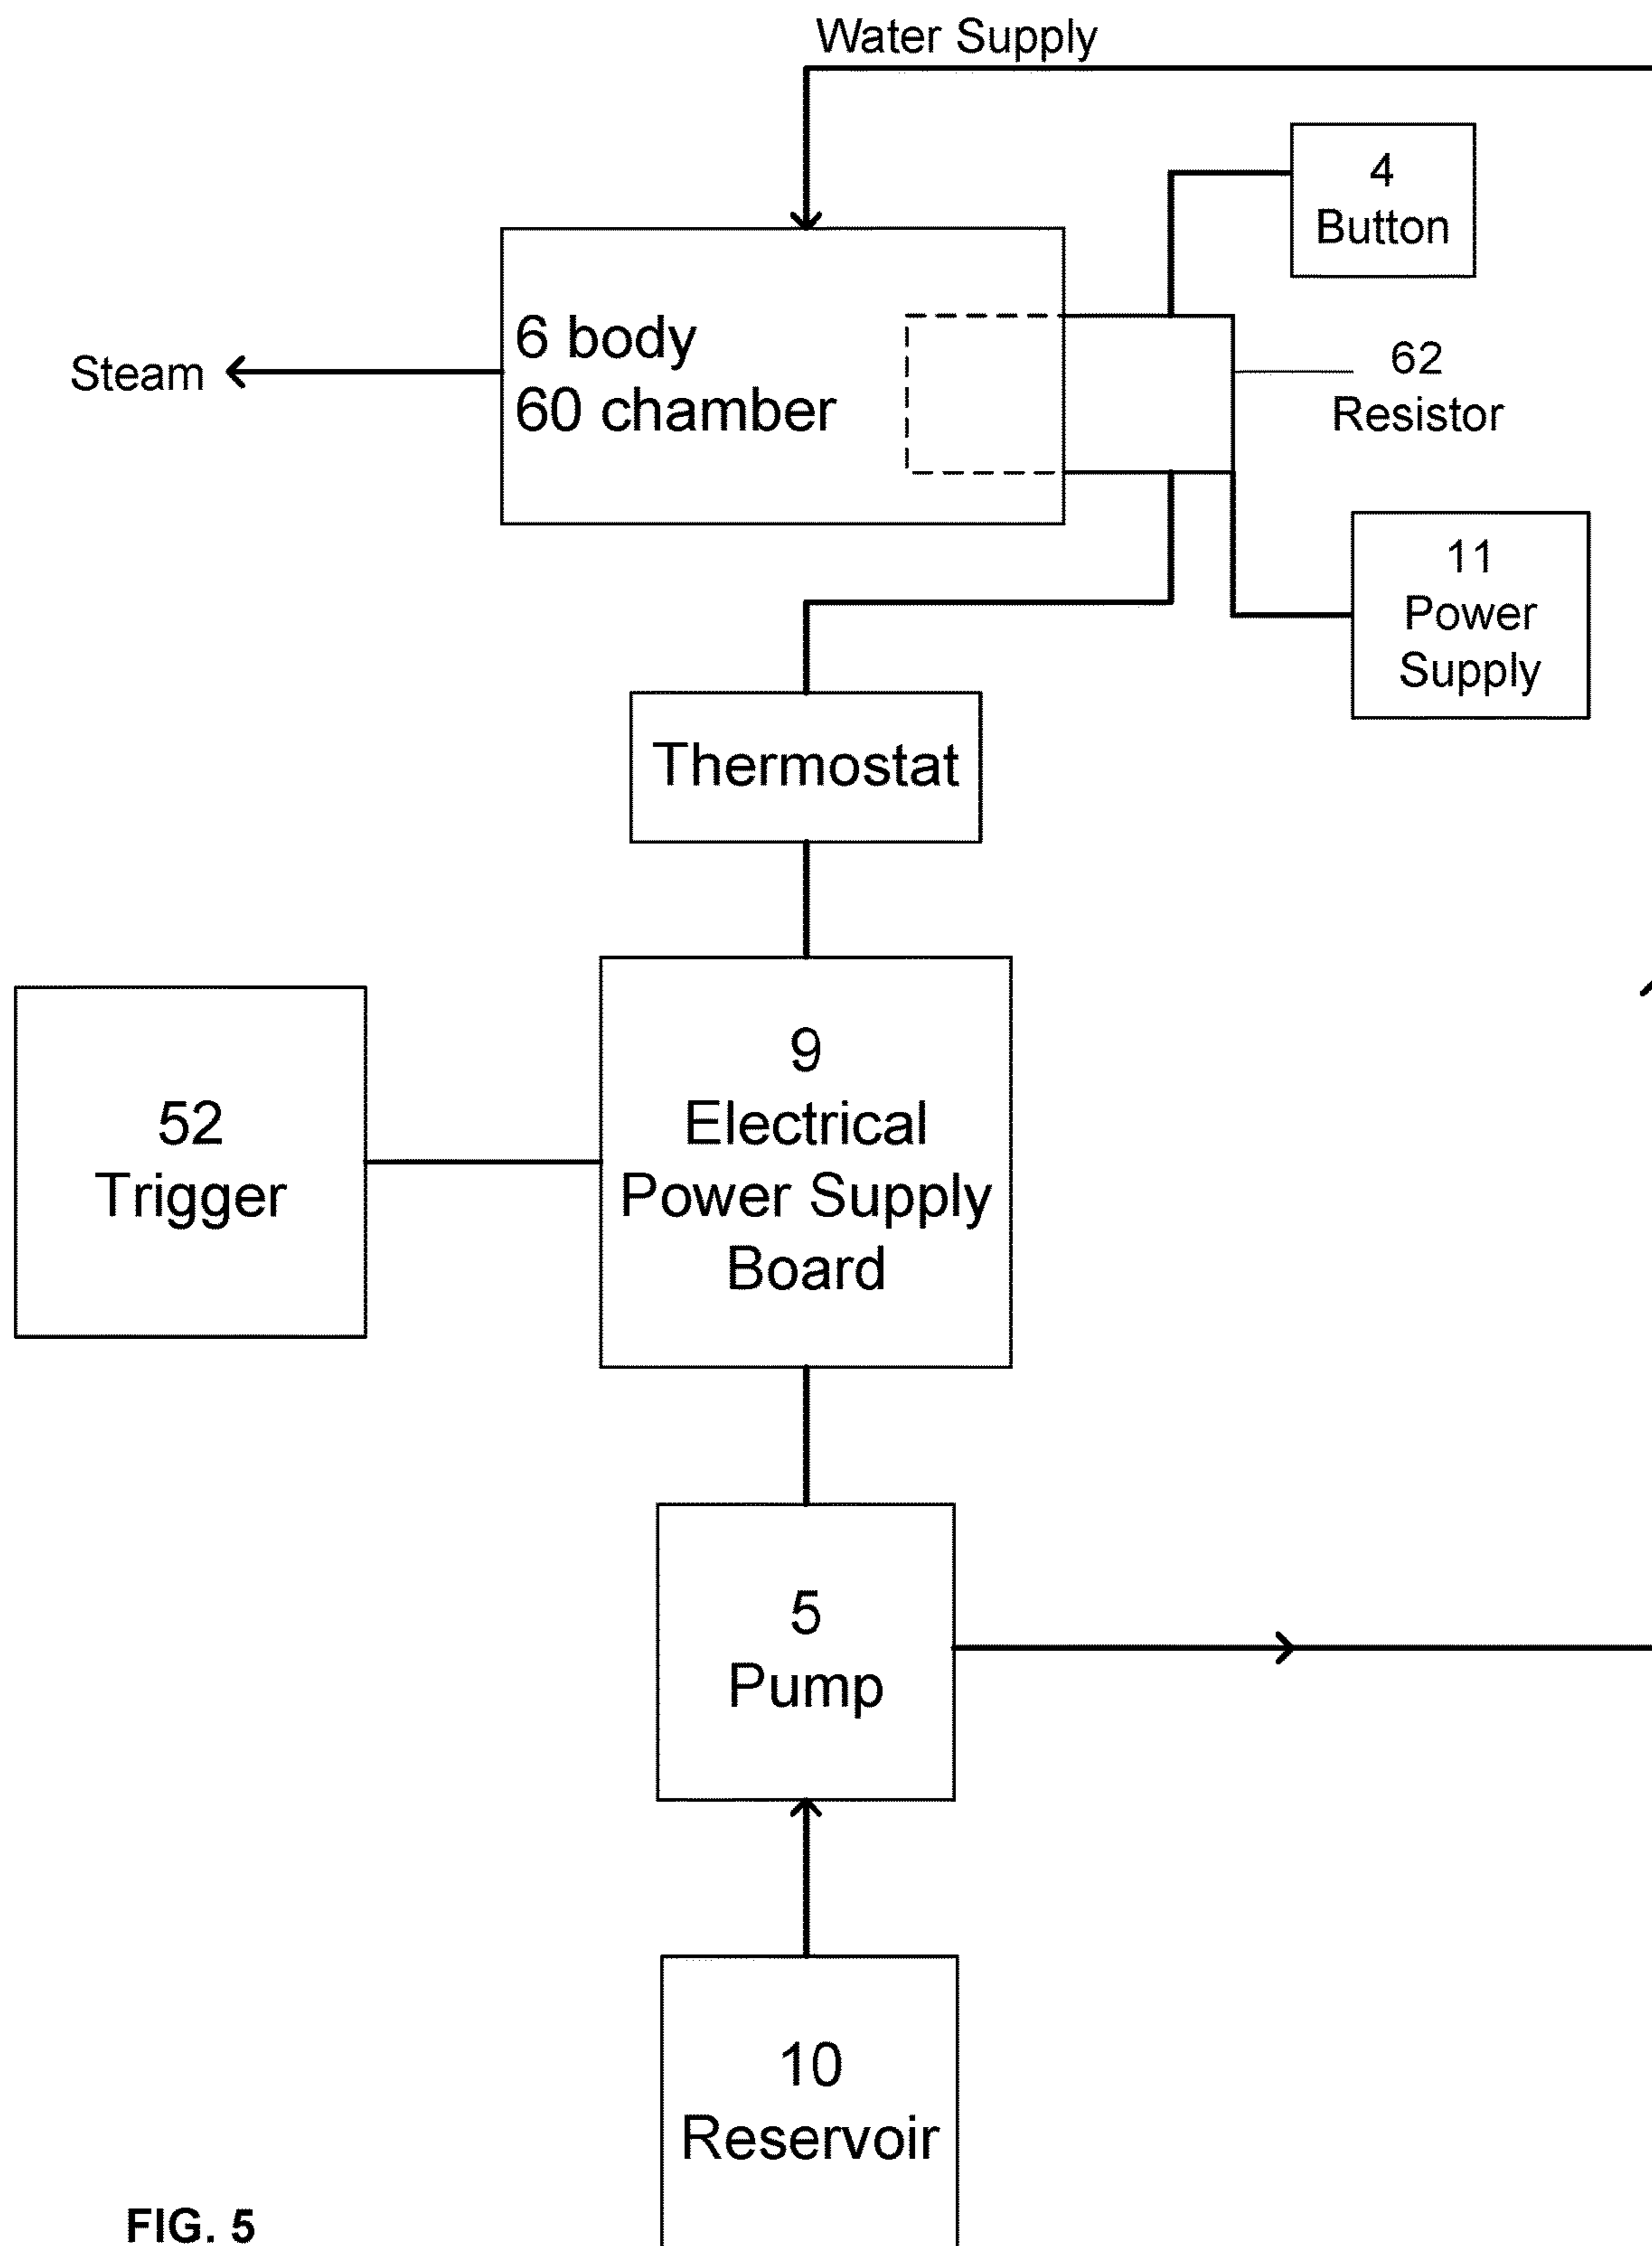 Water Supply
4
Button
6 body
60 chamber
Steam
62
Resistor
11
Power
Supply
Thermostat
9
Electrical
Power Supply
Board
52
Trigger
5
Pump
10
Reservoir
FIG. 5